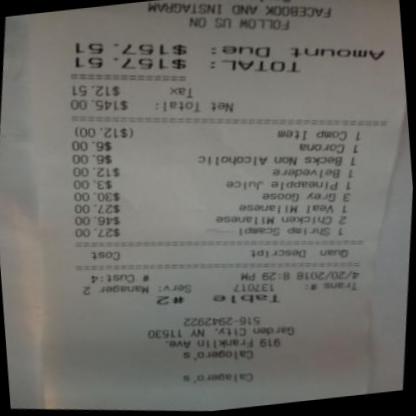 Calagero's
Calogero's
919 Franklin Ave.
Garden City, NY 11530
516-2942922
Table #2
Trans #: 137017 Serv: Manager 2
4/20/2018 8:29 PM # Cust:4
Quan Descript Cost
1 Shrimp Scampi $27.00
2 Chicken Milanese $46.00
1 Veal Milanese $27.00
3 Grey Goose $30.00
1 Pineapple Juice $3.00
1 Belvedere $12.00
1 Becks Non Alcoholic $6.00
1 Corona $6.00
1 Comp Item ($12.00)
Net Total: $145.00
Tax $12.51
TOTAL: $157.51
Amount Due: $157.51
FOLLOW US ON
FACEBOOK AND INSTAGRAM